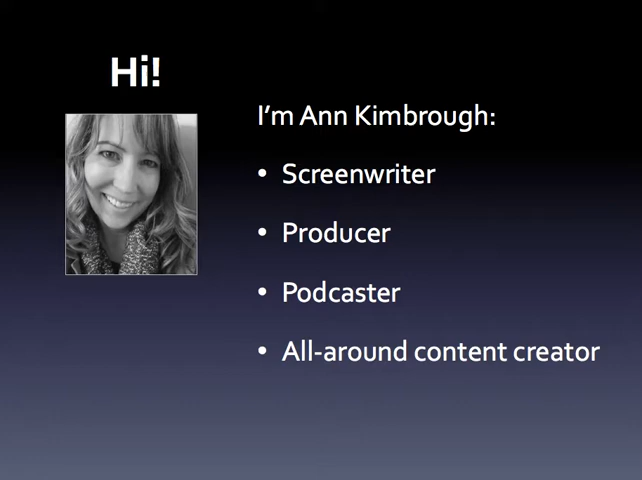 Hi!
I'm Ann Kimbrough:
• Screenwriter
• Producer
• Podcaster
• All-around content creator